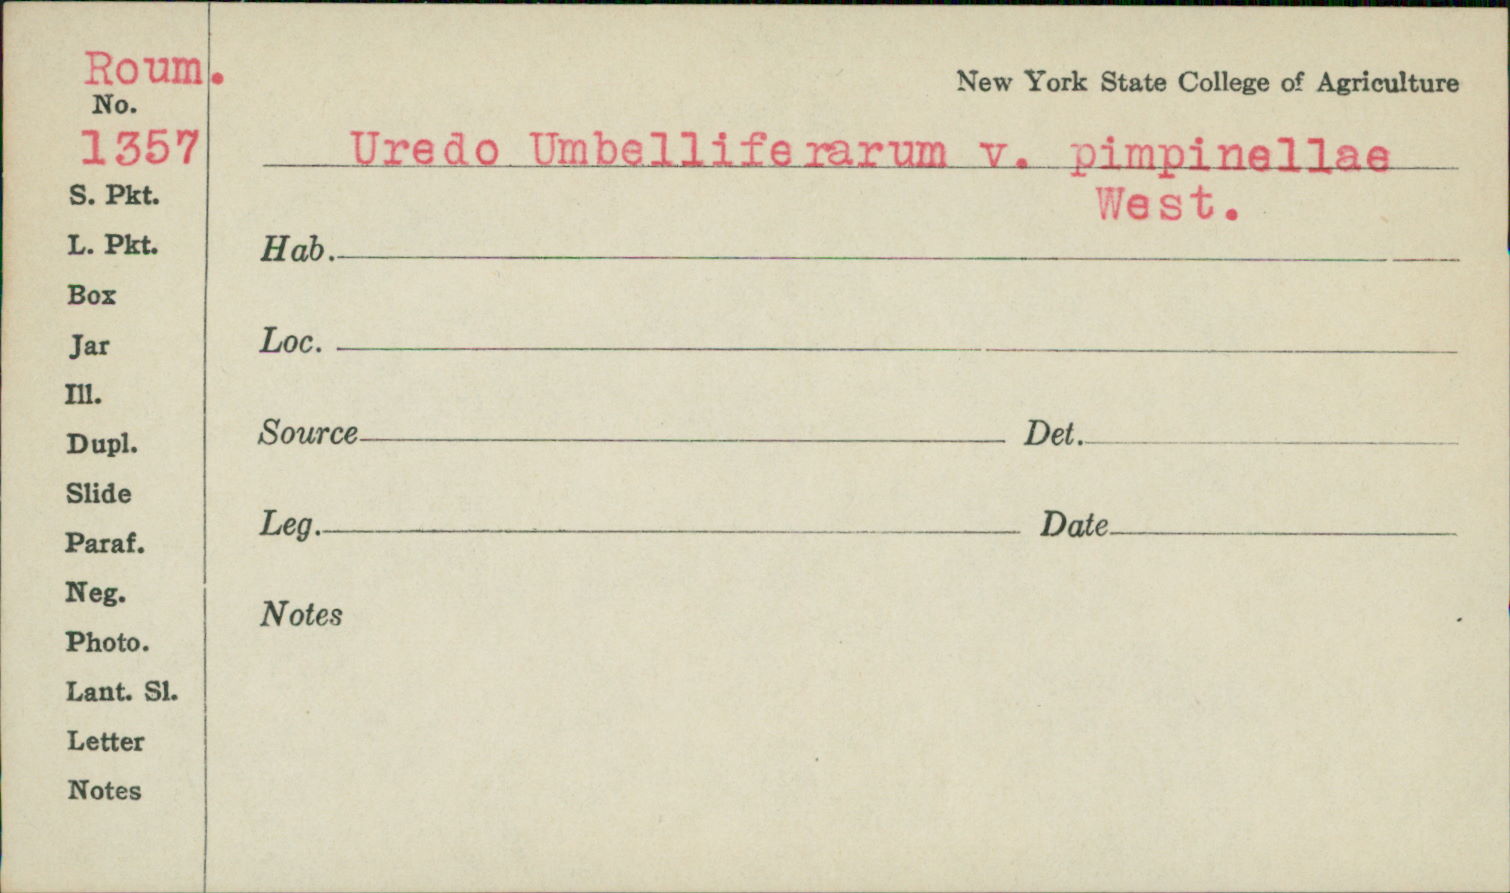 Roum.
No.
1357
S. Pkt.
L. Pkt.
Box
Jar
Ill.
Dupl.
Slide
Paraf.
Neg.
Photo.
Lant. Sl.
Letter
Notes
New York State College of Agriculture
Uredo Umbelliferarum v. pimpinellae
West.
Hab.
Loc.
Source Det.
Leg. Date
Notes